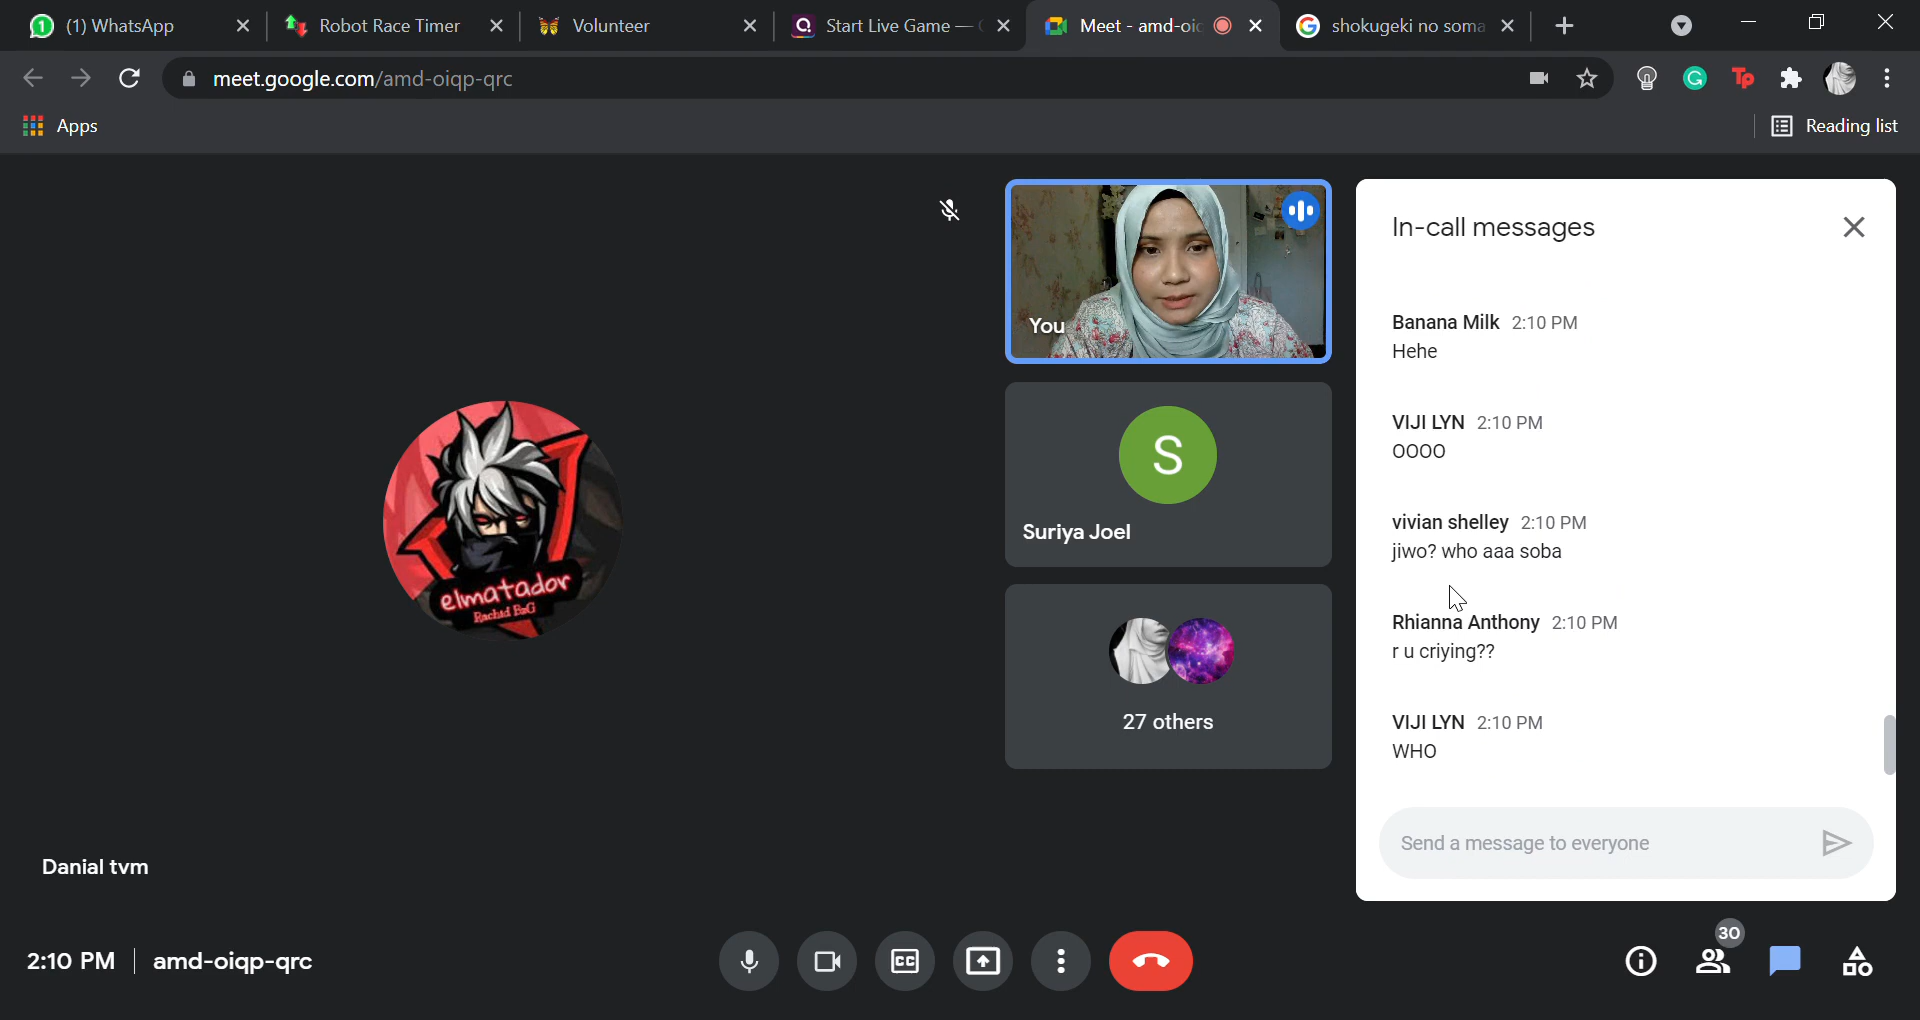 (1) WhatsApp
Robot Race Timer
Volunteer
Start Live Game —
Meet - amd-oi
shokugeki no soma
meet.google.com/amd-oiqp-qrc
Apps
Reading list
You
Suriya Joel
27 others
elmatador
Rachid BzG
Danial tvm
In-call messages
Banana Milk 2:10 PM
Hehe
VIJI LYN 2:10 PM
OOOO
vivian shelley 2:10 PM
jiwo? who aaa soba
Rhianna Anthony 2:10 PM
r u criying??
VIJI LYN 2:10 PM
WHO
Send a message to everyone
2:10 PM
amd-oiqp-qrc
CC
30